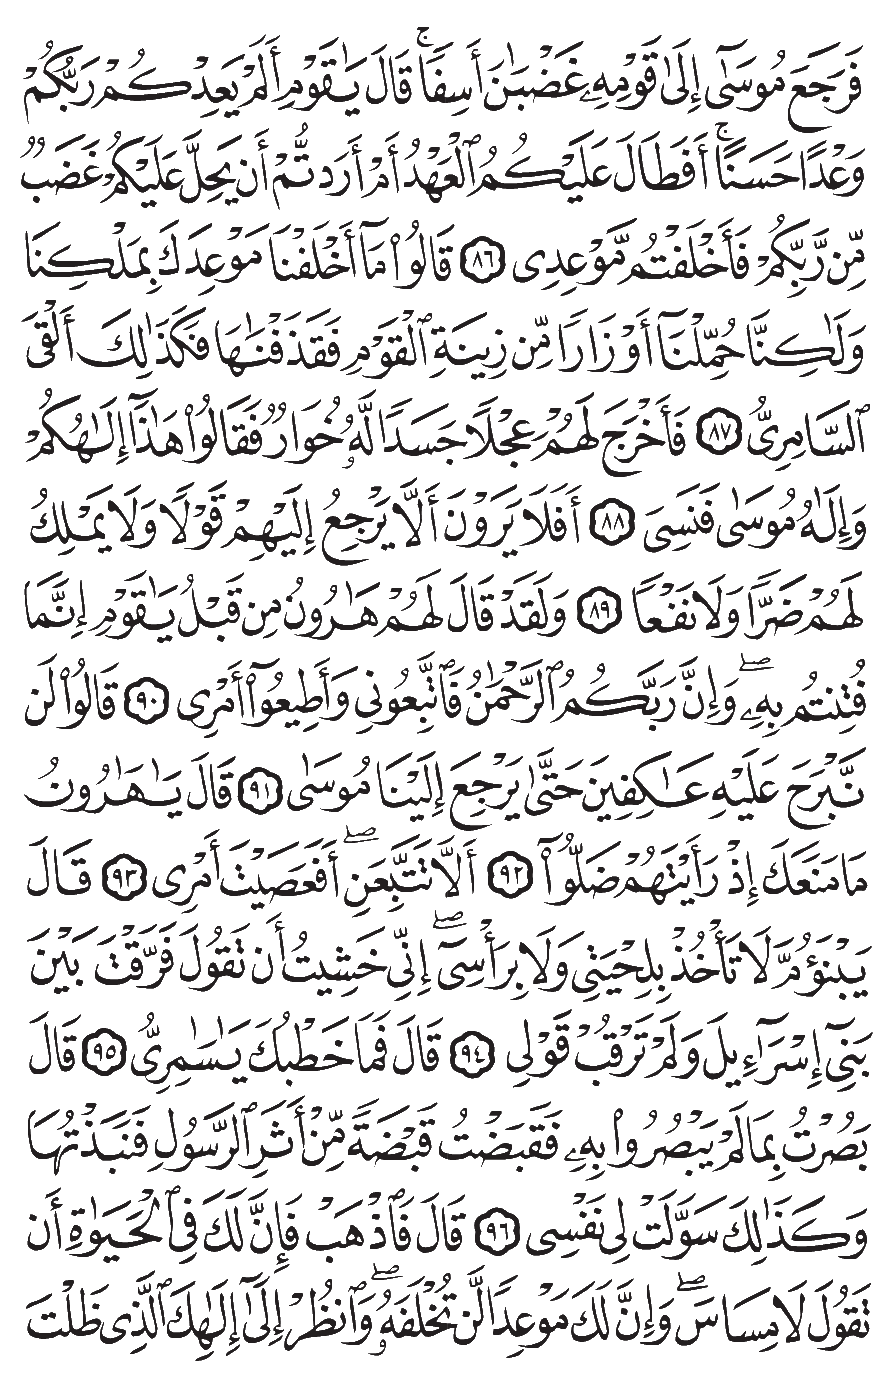 فَرَجَعَ مُوسَىٰٓ إِلَىٰ قَوْمِهِۦ غَضْبَٰنَ أَسِفًاۚ قَالَ يَٰقَوْمِ أَلَمْ يَعِدْكُمْ رَبُّكُمْ
وَعْدًا حَسَنًاۚ أَفَطَالَ عَلَيْكُمُ ٱلْعَهْدُ أَمْ أَرَدتُّمْ أَن يَحِلَّ عَلَيْكُمْ غَضَبٌ
مِّن رَّبِّكُمْ فَأَخْلَفْتُم مَّوْعِدِى ٨٦ قَالُوا۟ مَآ أَخْلَفْنَا مَوْعِدَكَ بِمَلْكِنَا
وَلَٰكِنَّا حُمِّلْنَآ أَوْزَارًا مِّن زِينَةِ ٱلْقَوْمِ فَقَذَفْنَٰهَا فَكَذَٰلِكَ أَلْقَى
ٱلسَّامِرِىُّ ٨٧ فَأَخْرَجَ لَهُمْ عِجْلًا جَسَدًا لَّهُۥ خُوَارٌ فَقَالُوا۟ هَٰذَآ إِلَٰهُكُمْ
وَإِلَٰهُ مُوسَىٰ فَنَسِىَ ٨٨ أَفَلَا يَرَوْنَ أَلَّا يَرْجِعُ إِلَيْهِمْ قَوْلًا وَلَا يَمْلِكُ
لَهُمْ ضَرًّا وَلَا نَفْعًا ٨٩ وَلَقَدْ قَالَ لَهُمْ هَٰرُونُ مِن قَبْلُ يَٰقَوْمِ إِنَّمَا
فُتِنتُم بِهِۦۖ وَإِنَّ رَبَّكُمُ ٱلرَّحْمَٰنُ فَٱتَّبِعُونِى وَأَطِيعُوٓا۟ أَمْرِى ٩٠ قَالُوا۟ لَن
نَّبْرَحَ عَلَيْهِ عَٰكِفِينَ حَتَّىٰ يَرْجِعَ إِلَيْنَا مُوسَىٰ ٩١ قَالَ يَٰهَٰرُونُ
مَا مَنَعَكَ إِذْ رَأَيْتَهُمْ ضَلُّوٓا۟ ٩٢ أَلَّا تَتَّبِعَنِۖ أَفَعَصَيْتَ أَمْرِى ٩٣ قَالَ
يَبْنَؤُمَّ لَا تَأْخُذْ بِلِحْيَتِى وَلَا بِرَأْسِىٓۖ إِنِّى خَشِيتُ أَن تَقُولَ فَرَّقْتَ بَيْنَ
بَنِىٓ إِسْرَٰٓءِيلَ وَلَمْ تَرْقُبْ قَوْلِى ٩٤ قَالَ فَمَا خَطْبُكَ يَٰسَٰمِرِىُّ ٩٥ قَالَ
بَصُرْتُ بِمَا لَمْ يَبْصُرُوا۟ بِهِۦ فَقَبَضْتُ قَبْضَةً مِّنْ أَثَرِ ٱلرَّسُولِ فَنَبَذْتُهَا
وَكَذَٰلِكَ سَوَّلَتْ لِى نَفْسِى ٩٦ قَالَ فَٱذْهَبْ فَإِنَّ لَكَ فِى ٱلْحَيَوٰةِ أَن
تَقُولَ لَا مِسَاسَۖ وَإِنَّ لَكَ مَوْعِدًا لَّن تُخْلَفَهُۥۖ وَٱنظُرْ إِلَىٰٓ إِلَٰهِكَ ٱلَّذِى ظَلْتَ